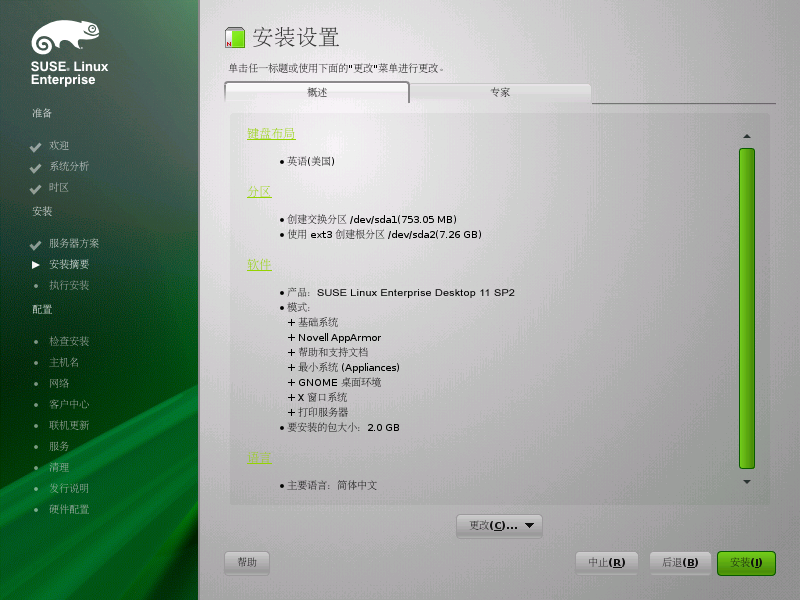 SUSE. Linux
Enterprise
准备
欢迎
系统分析
时区
安装
服务器方案
安装摘要
执行安装
配置
检查安装
主机名
网络
客户中心
联机更新
服务
清理
发行说明
硬件配置
安装设置
单击任一标题或使用下面的"更改"菜单进行更改。
概述
专家
键盘布局
英语(美国)
分区
创建交换分区 /dev/sda1(753.05 MB)
使用 ext3 创建根分区 /dev/sda2(7.26 GB)
软件
产品: SUSE Linux Enterprise Desktop 11 SP2
模式:
+ 基础系统
+ Novell AppArmor
+ 帮助和支持文档
+ 最小系统 (Appliances)
+ GNOME 桌面环境
+ X 窗口系统
+ 打印服务器
要安装的包大小: 2.0 GB
语言
主要语言: 简体中文
更改(C)...
帮助
中止(R)
后退(B)
安装(I)